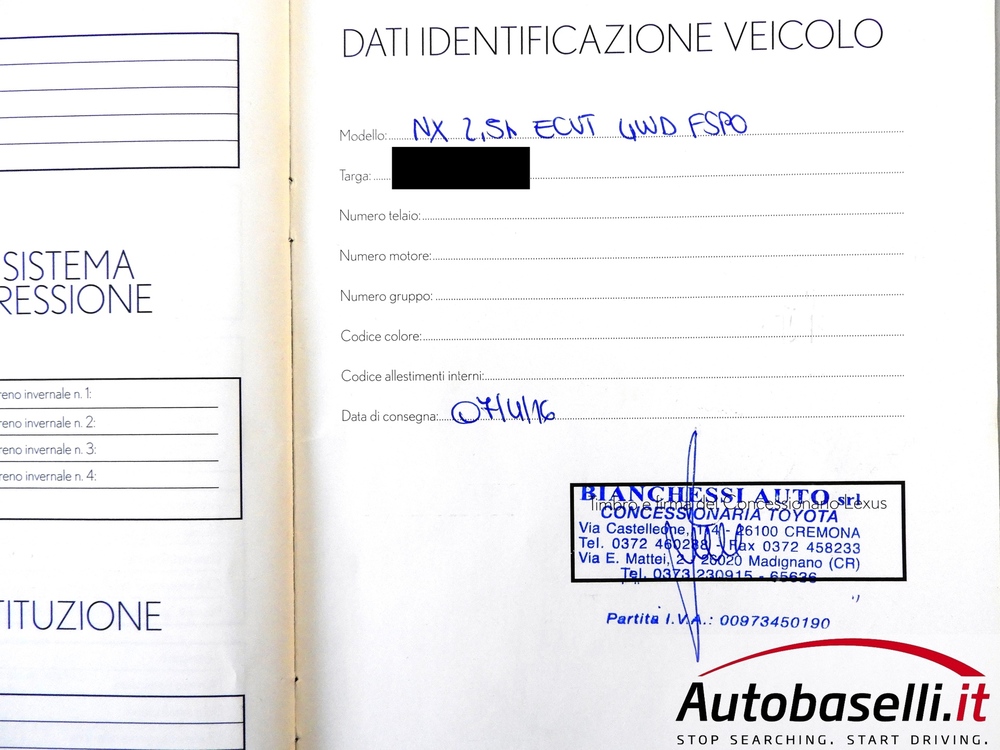 SISTEMA
RESSIONE
reno invernale n. 1:
reno invernale n. 2:
reno invernale n. 3:
reno invernale n. 4:
TITUZIONE
DATI IDENTIFICAZIONE VEICOLO
Modello: NX 2,5h ECVT 4WD FSPO
Targa:
Numero telaio:
Numero motore:
Numero gruppo:
Codice colore:
Codice allestimenti interni:
Data di consegna: 07/4/16
BIANCHESSI AUTO srl
Timbro e firma del Concessionario Lexus
CONCESSIONARIA TOYOTA
Via Castelleone, 114 - 26100 CREMONA
Tel. 0372 460288 - Fax 0372 458233
Via E. Mattei, 26020 Madignano (CR)
Tel. 0373 230915 - 65636
Partita I.V.A.: 00973450190
Autobaselli.it
STOP SEARCHING. START DRIVING.